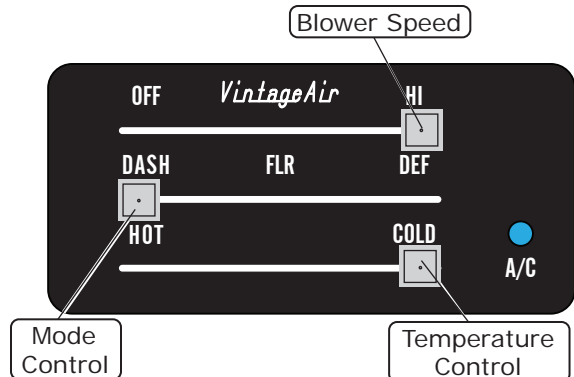 Blower Speed
OFF VintageAir HI
DASH FLR DEF
HOT COLD
A/C
Mode
Control
Temperature
Control